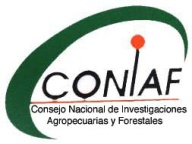 CONIAF
Consejo Nacional de Investigaciones
Agropecuarias y Forestales